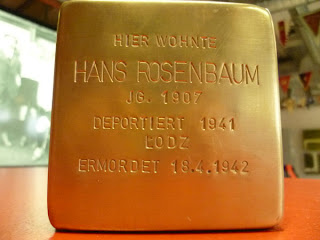 HIER WOHNTE
HANS ROSENBAUM
JG. 1907
DEPORTIERT 1941
LODZ
ERMORDET 18.4.1942